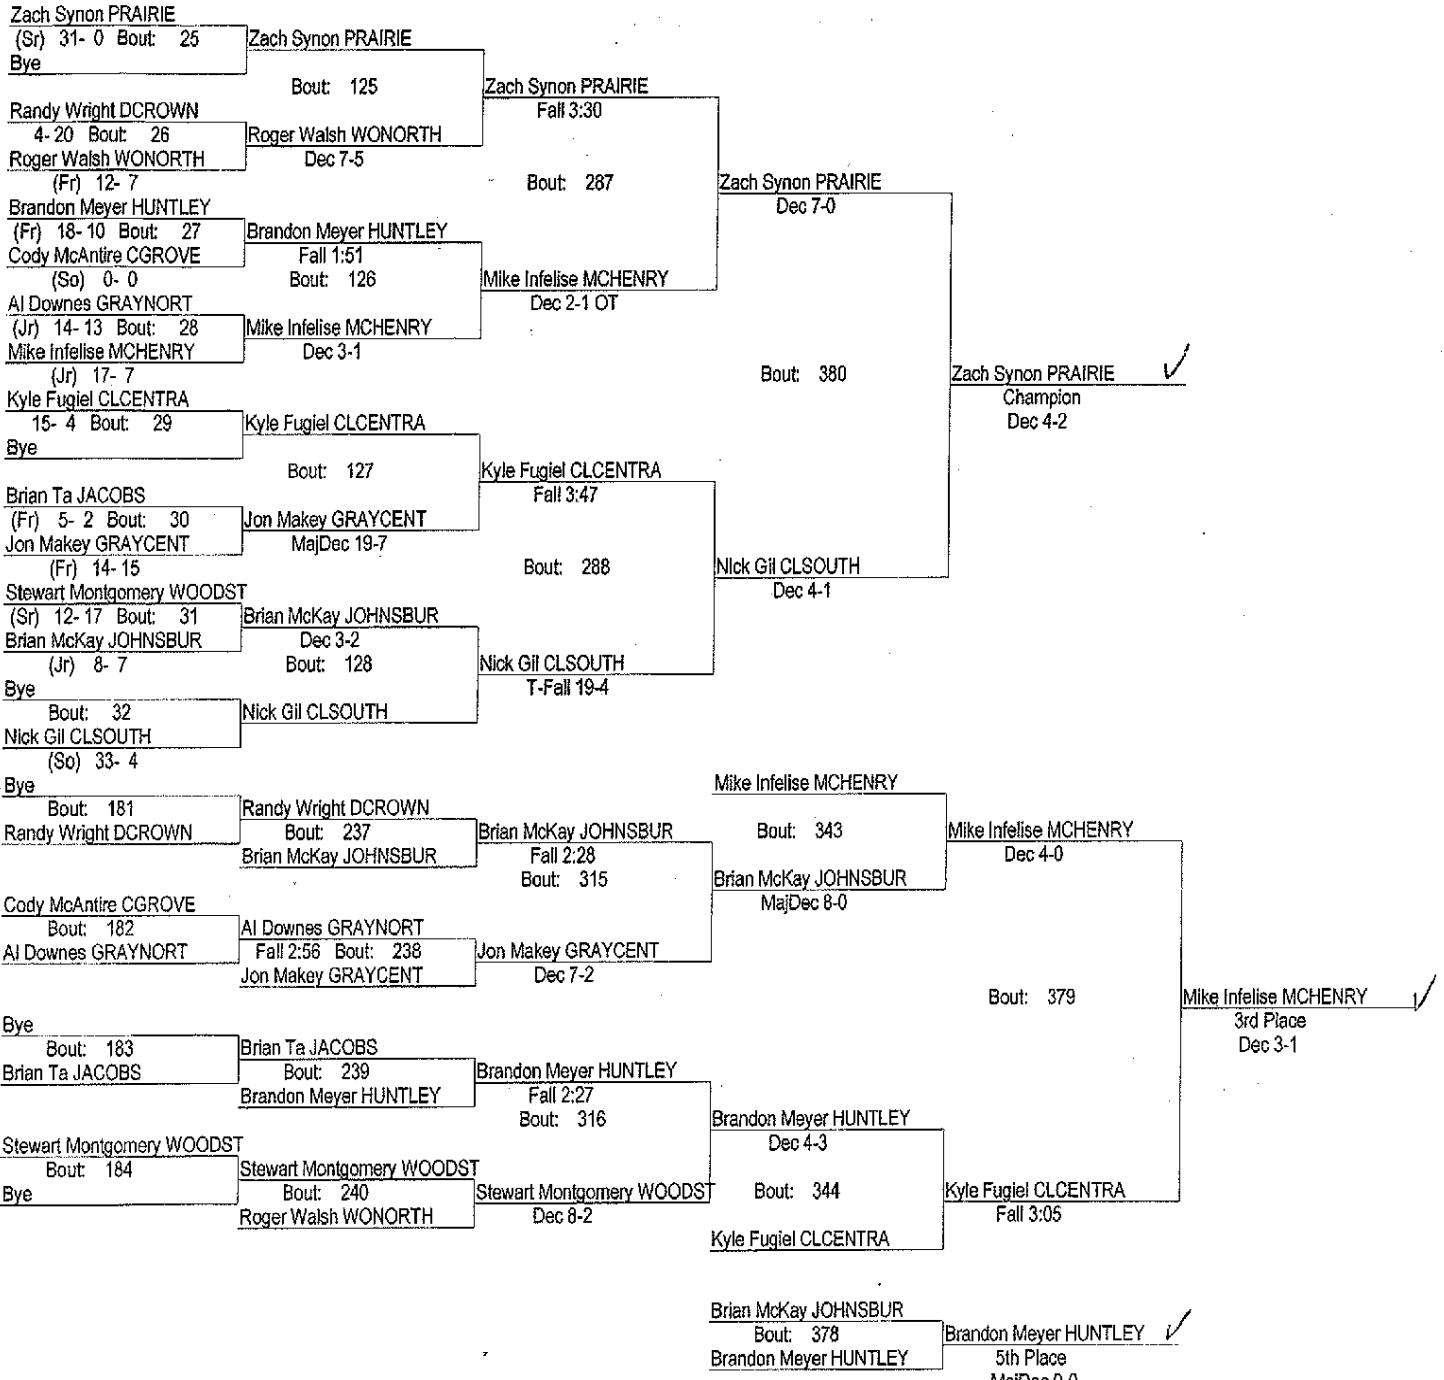 Zach Synon PRAIRIE
(Sr) 31- 0 Bout: 25
Bye
Zach Synon PRAIRIE
Bout: 125
Randy Wright DCROWN
4- 20 Bout: 26
Roger Walsh WONORTH
(Fr) 12- 7
Roger Walsh WONORTH
Dec 7-5
Zach Synon PRAIRIE
Fall 3:30
Bout: 287
Brandon Meyer HUNTLEY
(Fr) 18- 10 Bout: 27
Cody McAntire CGROVE
(So) 0- 0
Brandon Meyer HUNTLEY
Fall 1:51
Bout: 126
Al Downes GRAYNORT
(Jr) 14- 13 Bout: 28
Mike Infelise MCHENRY
(Jr) 17- 7
Mike Infelise MCHENRY
Dec 3-1
Mike Infelise MCHENRY
Dec 2-1 OT
Zach Synon PRAIRIE
Dec 7-0
Bout: 380
Zach Synon PRAIRIE
Champion
Dec 4-2
Kyle Fugiel CLCENTRA
15- 4 Bout: 29
Bye
Kyle Fugiel CLCENTRA
Bout: 127
Brian Ta JACOBS
(Fr) 5- 2 Bout: 30
Jon Makey GRAYCENT
(Fr) 14- 15
Jon Makey GRAYCENT
MajDec 19-7
Kyle Fugiel CLCENTRA
Fall 3:47
Bout: 288
Stewart Montgomery WOODST
(Sr) 12- 17 Bout: 31
Brian McKay JOHNSBUR
(Jr) 8- 7
Brian McKay JOHNSBUR
Dec 3-2
Bout: 128
Bye
Bout: 32
Nick Gil CLSOUTH
(So) 33- 4
Nick Gil CLSOUTH
Nick Gil CLSOUTH
T-Fall 19-4
Nick Gil CLSOUTH
Dec 4-1
Bye
Bout: 181
Randy Wright DCROWN
Randy Wright DCROWN
Bout: 237
Brian McKay JOHNSBUR
Brian McKay JOHNSBUR
Fall 2:28
Bout: 315
Cody McAntire CGROVE
Bout: 182
Al Downes GRAYNORT
Al Downes GRAYNORT
Fall 2:56 Bout: 238
Jon Makey GRAYCENT
Jon Makey GRAYCENT
Dec 7-2
Mike Infelise MCHENRY
Bout: 343
Brian McKay JOHNSBUR
MajDec 8-0
Mike Infelise MCHENRY
Dec 4-0
Bout: 379
Mike Infelise MCHENRY
3rd Place
Dec 3-1
Bye
Bout: 183
Brian Ta JACOBS
Brian Ta JACOBS
Bout: 239
Brandon Meyer HUNTLEY
Brandon Meyer HUNTLEY
Fall 2:27
Bout: 316
Stewart Montgomery WOODST
Bout: 184
Bye
Stewart Montgomery WOODST
Bout: 240
Roger Walsh WONORTH
Stewart Montgomery WOODST
Dec 8-2
Brandon Meyer HUNTLEY
Dec 4-3
Bout: 344
Kyle Fugiel CLCENTRA
Kyle Fugiel CLCENTRA
Fall 3:05
Brian McKay JOHNSBUR
Bout: 378
Brandon Meyer HUNTLEY
Brandon Meyer HUNTLEY
5th Place